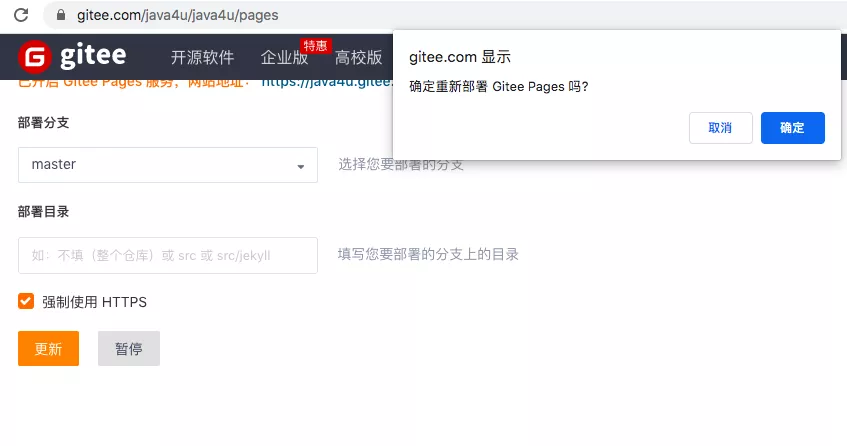 gitee.com/java4u/java4u/pages
gitee
开源软件
企业版
特惠
高校版
gitee.com 显示
确定重新部署 Gitee Pages 吗?
取消
确定
已开启 Gitee Pages 服务，网站地址： https://java4u.gitee.
部署分支
master
选择您要部署的分支
部署目录
如：不填（整个仓库）或 src 或 src/jekyll
填写您要部署的分支上的目录
强制使用 HTTPS
更新
暂停